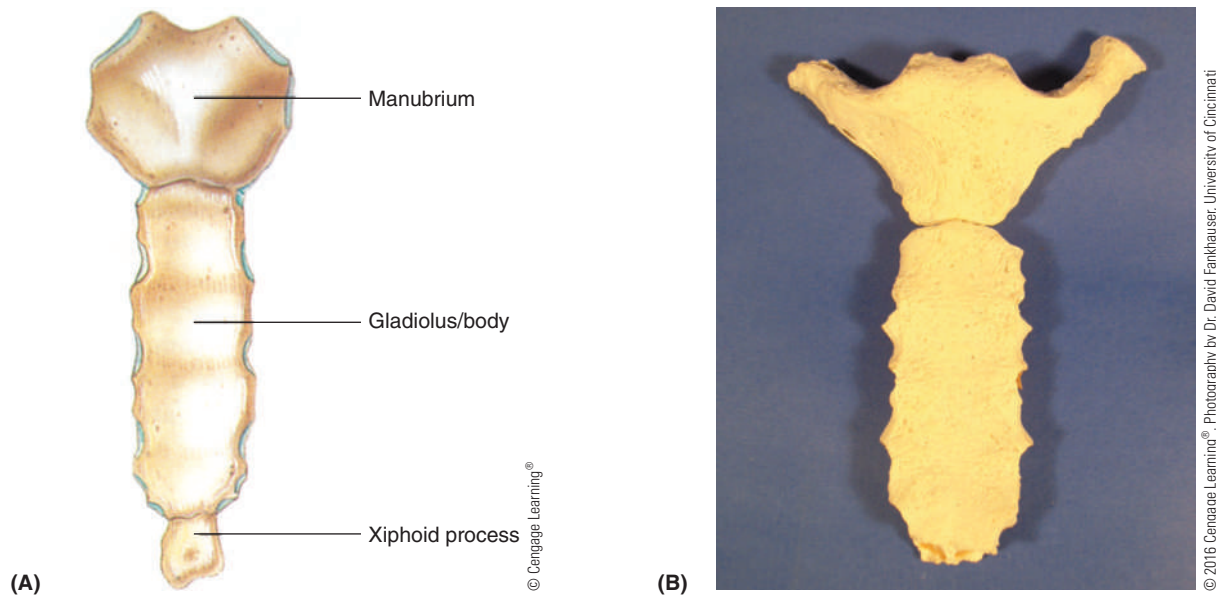 Manubrium
Gladiolus/body
Xiphoid process
© Cengage Learning®
(A)
(B)
© 2016 Cengage Learning®. Photography by Dr. David Fankhauser, University of Cincinnati